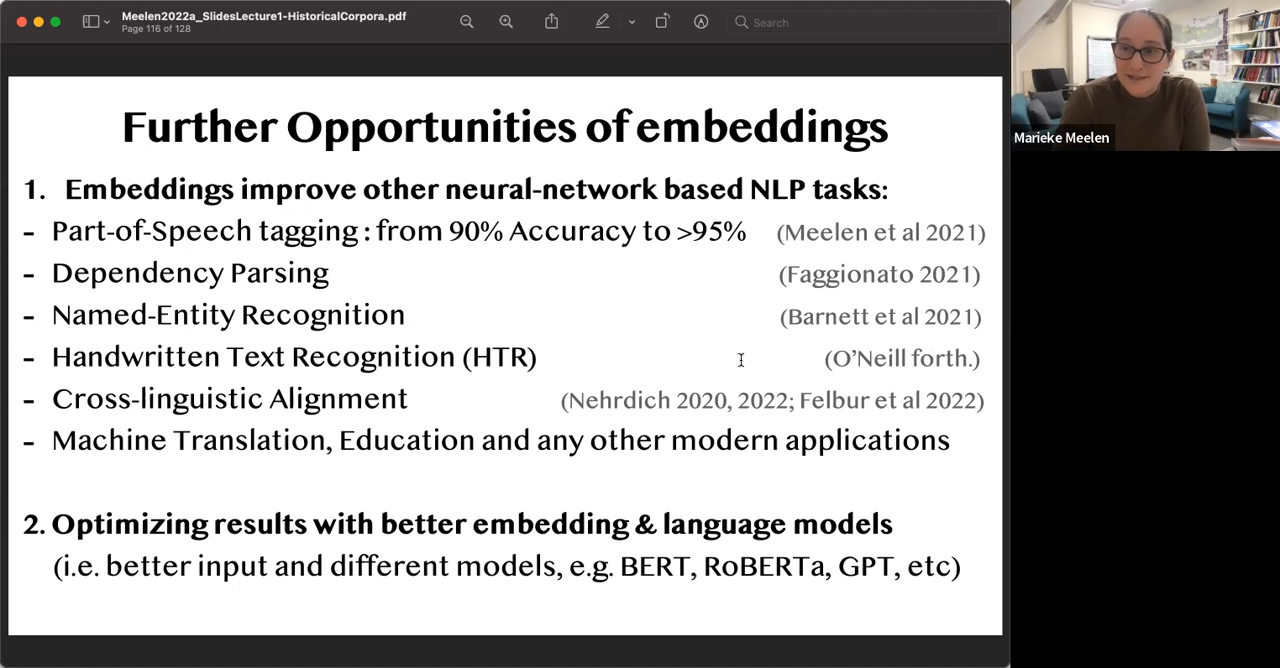 Meelen2022a_SlidesLecture1-HistoricalCorpora.pdf
Page 116 of 128
Search
Marieke Meelen
Further Opportunities of embeddings
1. Embeddings improve other neural-network based NLP tasks:
- Part-of-Speech tagging : from 90% Accuracy to >95% (Meelen et al 2021)
- Dependency Parsing (Faggionato 2021)
- Named-Entity Recognition (Barnett et al 2021)
- Handwritten Text Recognition (HTR) (O'Neill forth.)
- Cross-linguistic Alignment (Nehrdich 2020, 2022; Felbur et al 2022)
- Machine Translation, Education and any other modern applications
2. Optimizing results with better embedding & language models
(i.e. better input and different models, e.g. BERT, RoBERTa, GPT, etc)